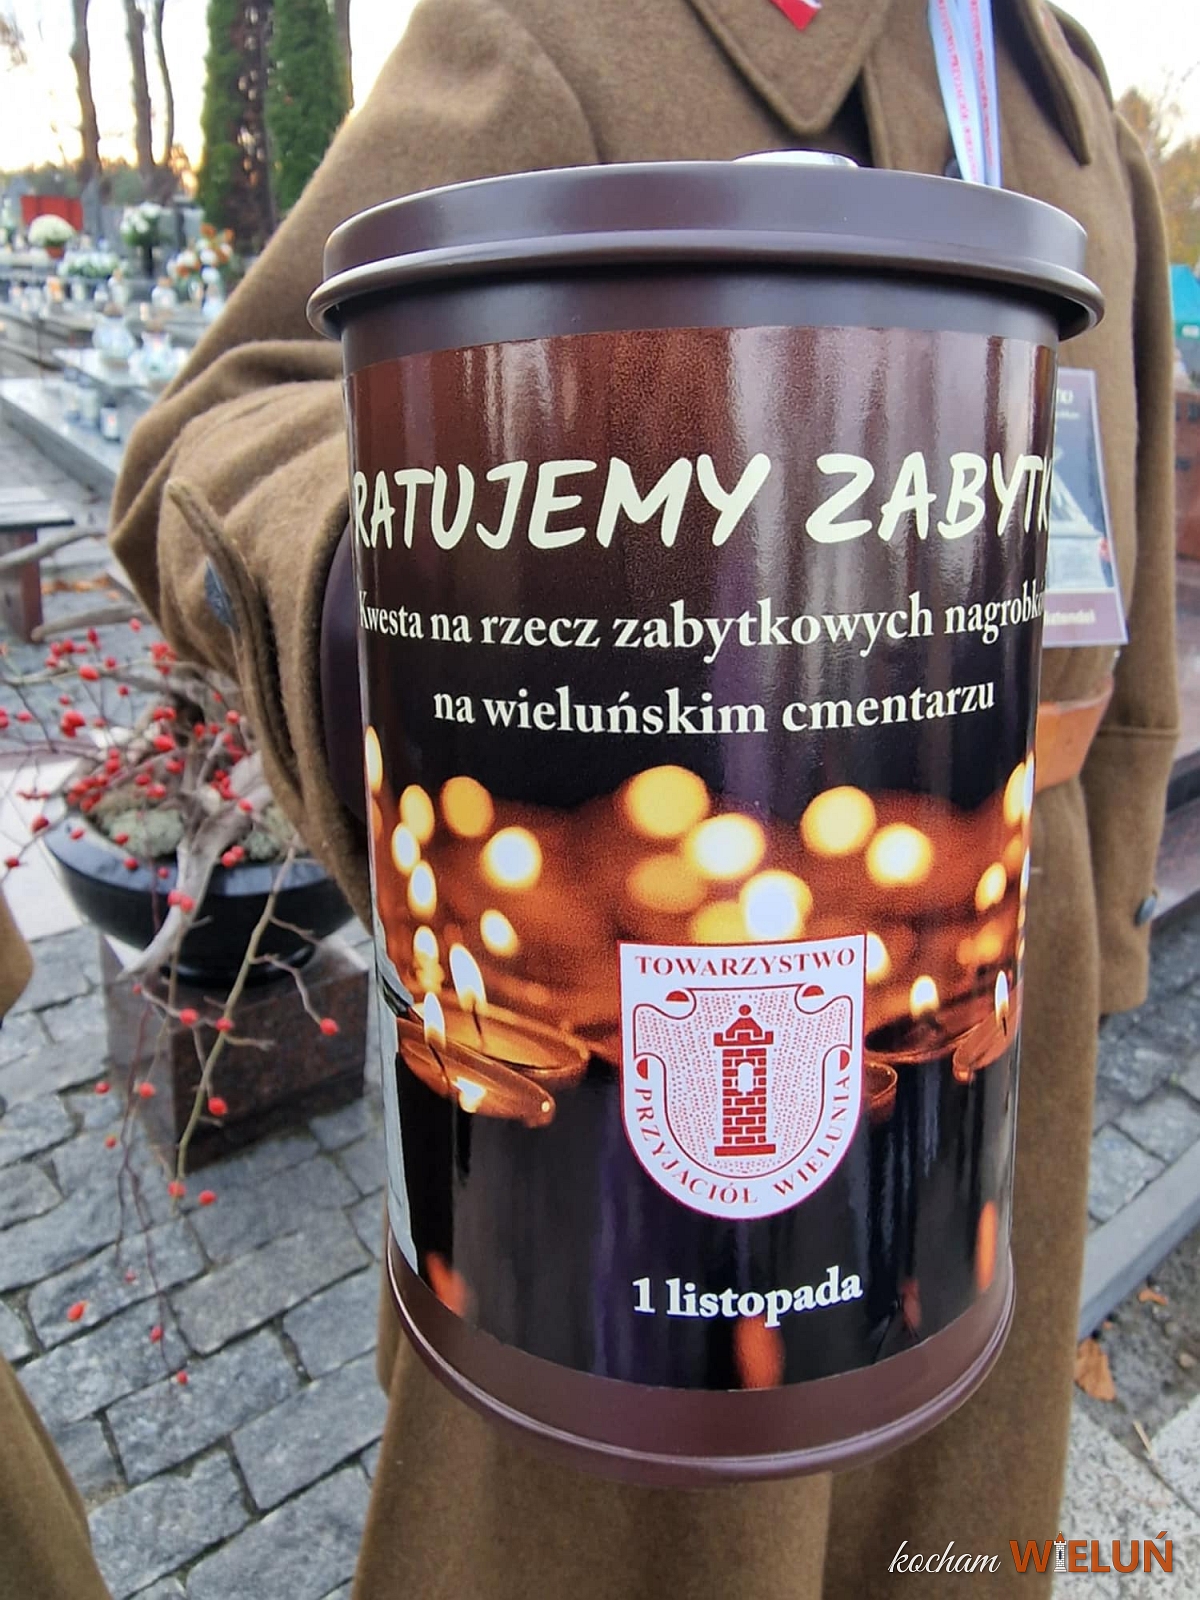 RATUJEMY ZABYTK
Kwesta na rzecz zabytkowych nagrobkó
na wieluńskim cmentarzu
TOWARZYSTWO
PRZYJACIÓŁ WIELUNIA
1 listopada
kocham WIELUŃ